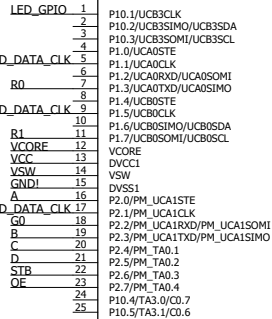 LED_GPIO 1 P10.1/UCB3CLK
2 P10.2/UCB3SIMO/UCB3SDA
3 P10.3/UCB3SOMI/UCB3SCL
4 P1.0/UCA0STE
D_DATA_CLK 5 P1.1/UCA0CLK
6 P1.2/UCA0RXD/UCA0SOMI
R0 7 P1.3/UCA0TXD/UCA0SIMO
8 P1.4/UCB0STE
D_DATA_CLK 9 P1.5/UCB0CLK
10 P1.6/UCB0SIMO/UCB0SDA
R1 11 P1.7/UCB0SOMI/UCB0SCL
VCORE 12 VCORE
VCC 13 DVCC1
VSW 14 VSW
GND! 15 DVSS1
A 16 P2.0/PM_UCA1STE
D_DATA_CLK 17 P2.1/PM_UCA1CLK
G0 18 P2.2/PM_UCA1RXD/PM_UCA1SOMI
B 19 P2.3/PM_UCA1TXD/PM_UCA1SIMO
C 20 P2.4/PM_TA0.1
D 21 P2.5/PM_TA0.2
STB 22 P2.6/PM_TA0.3
OE 23 P2.7/PM_TA0.4
24 P10.4/TA3.0/C0.7
25 P10.5/TA3.1/C0.6